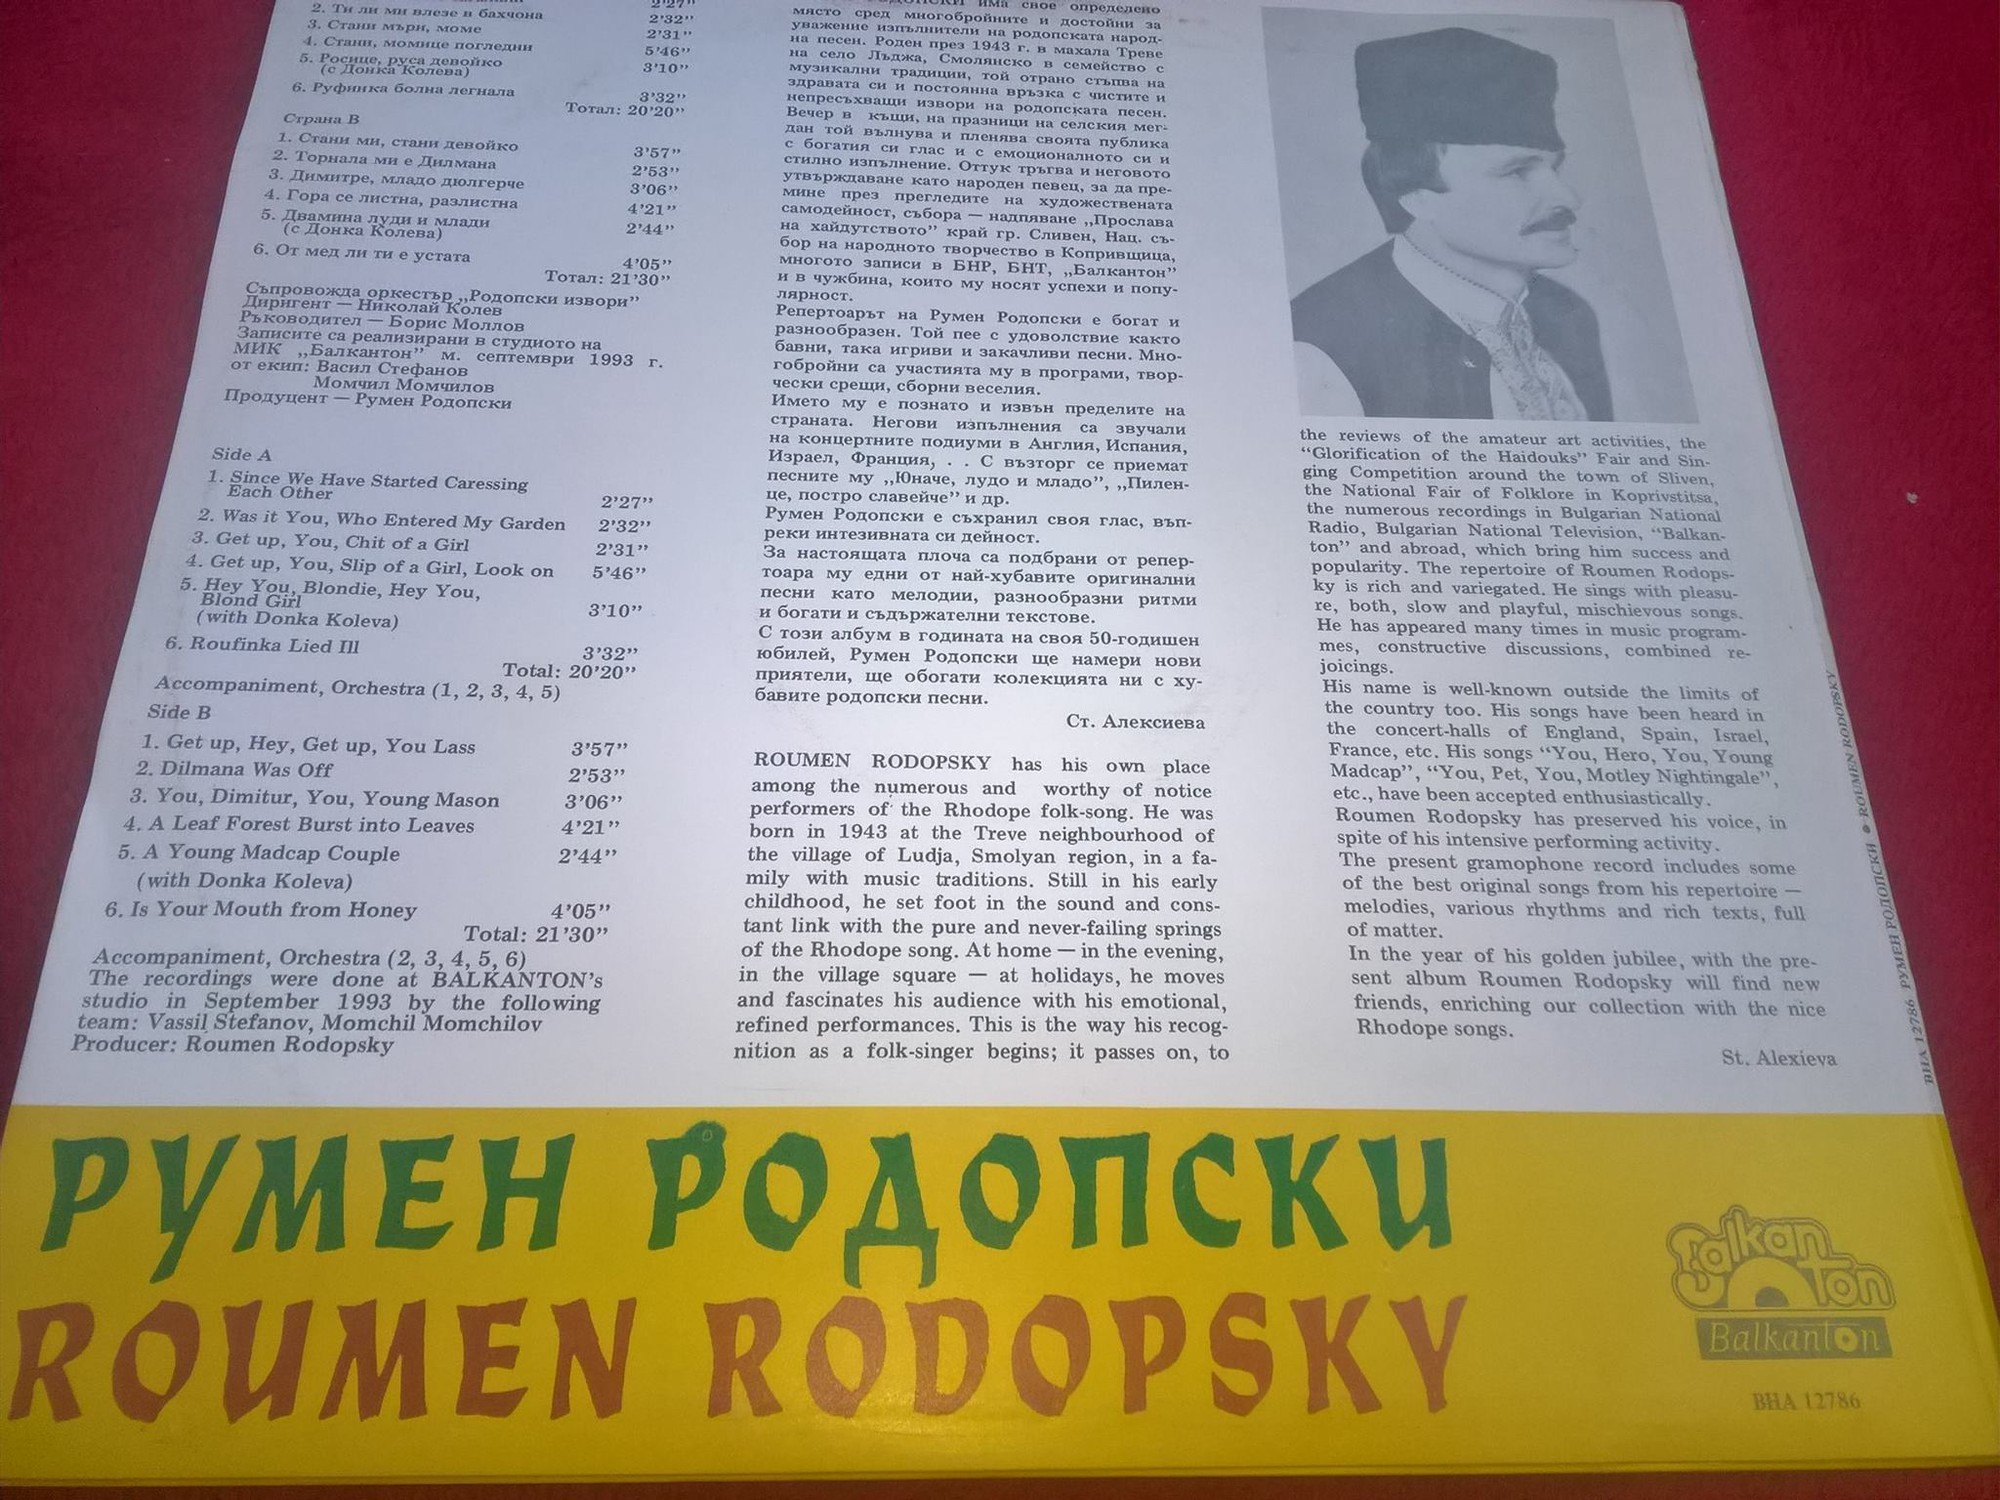 2'27"
2. Ти ли ми влезе в бахчона 2'32"
3. Стани мъри, моме 2'31"
4. Стани, момице погледни 5'46"
5. Росице, руса девойко
(с Донка Колева) 3'10"
6. Руфинка болна легнала 3'32"
Тотал: 20'20"
Страна В
1. Стани ми, стани девойко 3'57"
2. Торнала ми е Дилмана 2'53"
3. Димитре, младо дюлгерче 3'06"
4. Гора се листна, разлистна 4'21"
5. Двамина луди и млади
(с Донка Колева) 2'44"
6. От мед ли ти е устата 4'05"
Тотал: 21'30"
Съпровожда оркестър „Родопски извори”
Диригент — Николай Колев
Ръководител — Борис Моллов
Записите са реализирани в студиото на
МИК „Балкантон” м. септември 1993 г.
от екип: Васил Стефанов
Момчил Момчилов
Продуцент — Румен Родопски
Side A
1. Since We Have Started Caressing
Each Other 2'27"
2. Was it You, Who Entered My Garden 2'32"
3. Get up, You, Chit of a Girl 2'31"
4. Get up, You, Slip of a Girl, Look on 5'46"
5. Hey You, Blondie, Hey You,
Blond Girl
(with Donka Koleva) 3'10"
6. Roufinka Lied Ill 3'32"
Total: 20'20"
Accompaniment, Orchestra (1, 2, 3, 4, 5)
Side B
1. Get up, Hey, Get up, You Lass 3'57"
2. Dilmana Was Off 2'53"
3. You, Dimitur, You, Young Mason 3'06"
4. A Leaf Forest Burst into Leaves 4'21"
5. A Young Madcap Couple 2'44"
(with Donka Koleva)
6. Is Your Mouth from Honey 4'05"
Total: 21'30"
Accompaniment, Orchestra (2, 3, 4, 5, 6)
The recordings were done at BALKANTON's
studio in September 1993 by the following
team: Vassil Stefanov, Momchil Momchilov
Producer: Roumen Rodopsky
РОДОПСКИ има свое определено
място сред многобройните и достойни за
уважение изпълнители на родопската народ-
на песен. Роден през 1943 г. в махала Треве
на село Лъджа, Смолянско в семейство с
музикални традиции, той отрано стъпва на
здравата си и постоянна връзка с чистите и
непресъхващи извори на родопската песен.
Вечер в къщи, на празници на селския мег-
дан той вълнува и пленява своята публика
с богатия си глас и с емоционалното си и
стилно изпълнение. Оттук тръгва и неговото
утвърждаване като народен певец, за да пре-
мине през прегледите на художествената
самодейност, събора — надпяване „Прослава
на хайдутството” край гр. Сливен, Нац. съ-
бор на народното творчество в Копривщица,
многото записи в БНР, БНТ, „Балкантон”
и в чужбина, които му носят успехи и попу-
лярност.
Репертоарът на Румен Родопски е богат и
разнообразен. Той пее с удоволствие както
бавни, така игриви и закачливи песни. Мно-
гобройни са участията му в програми, твор-
чески срещи, сборни веселия.
Името му е познато и извън пределите на
страната. Негови изпълнения са звучали
на концертните подиуми в Англия, Испания,
Израел, Франция, . . С възторг се приемат
песните му „Юначе, лудо и младо”, „Пилен-
це, постро славейче” и др.
Румен Родопски е съхранил своя глас, въп-
реки интезивната си дейност.
За настоящата плоча са подбрани от репер-
тоара му едни от най-хубавите оригинални
песни като мелодии, разнообразни ритми
и богати и съдържателни текстове.
С този албум в годината на своя 50-годишен
юбилей, Румен Родопски ще намери нови
приятели, ще обогати колекцията ни с ху-
бавите родопски песни.
Ст. Алексиева
ROUMEN RODOPSKY has his own place
among the numerous and worthy of notice
performers of the Rhodope folk-song. He was
born in 1943 at the Treve neighbourhood of
the village of Ludja, Smolyan region, in a fa-
mily with music traditions. Still in his early
childhood, he set foot in the sound and cons-
tant link with the pure and never-failing springs
of the Rhodope song. At home — in the evening,
in the village square — at holidays, he moves
and fascinates his audience with his emotional,
refined performances. This is the way his recog-
nition as a folk-singer begins; it passes on, to
the reviews of the amateur art activities, the
“Glorification of the Haidouks” Fair and Sin-
ging Competition around the town of Sliven,
the National Fair of Folklore in Koprivstitsa,
the numerous recordings in Bulgarian National
Radio, Bulgarian National Television, “Balkan-
ton” and abroad, which bring him success and
popularity. The repertoire of Roumen Rodops-
ky is rich and variegated. He sings with pleasu-
re, both, slow and playful, mischievous songs.
He has appeared many times in music program-
mes, constructive discussions, combined re-
joicings.
His name is well-known outside the limits of
the country too. His songs have been heard in
the concert-halls of England, Spain, Israel,
France, etc. His songs “You, Hero, You, Young
Madcap”, “You, Pet, You, Motley Nightingale”,
etc., have been accepted enthusiastically.
Roumen Rodopsky has preserved his voice, in
spite of his intensive performing activity.
The present gramophone record includes some
of the best original songs from his repertoire —
melodies, various rhythms and rich texts, full
of matter.
In the year of his golden jubilee, with the pre-
sent album Roumen Rodopsky will find new
friends, enriching our collection with the nice
Rhodope songs.
St. Alexieva
ВНА 12786 РУМЕН РОДОПСКИ ● ROUMEN RODOPSKY
РУМЕН РОДОПСКИ
ROUMEN RODOPSKY
Balkanton
Balkanton
ВНА 12786